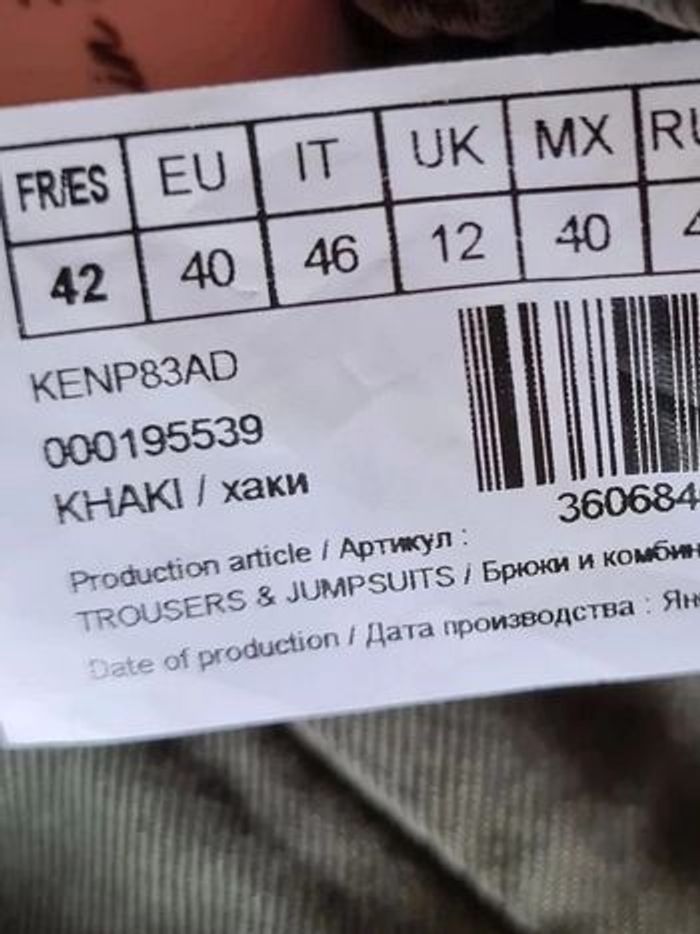 FR/ES EU IT UK MX
42 40 46 12 40
KENP83AD
000195539
KHAKI / хаки
360684
Production article / Артикул :
TROUSERS & JUMPSUITS / Брюки и
Date of production / Дата производства :